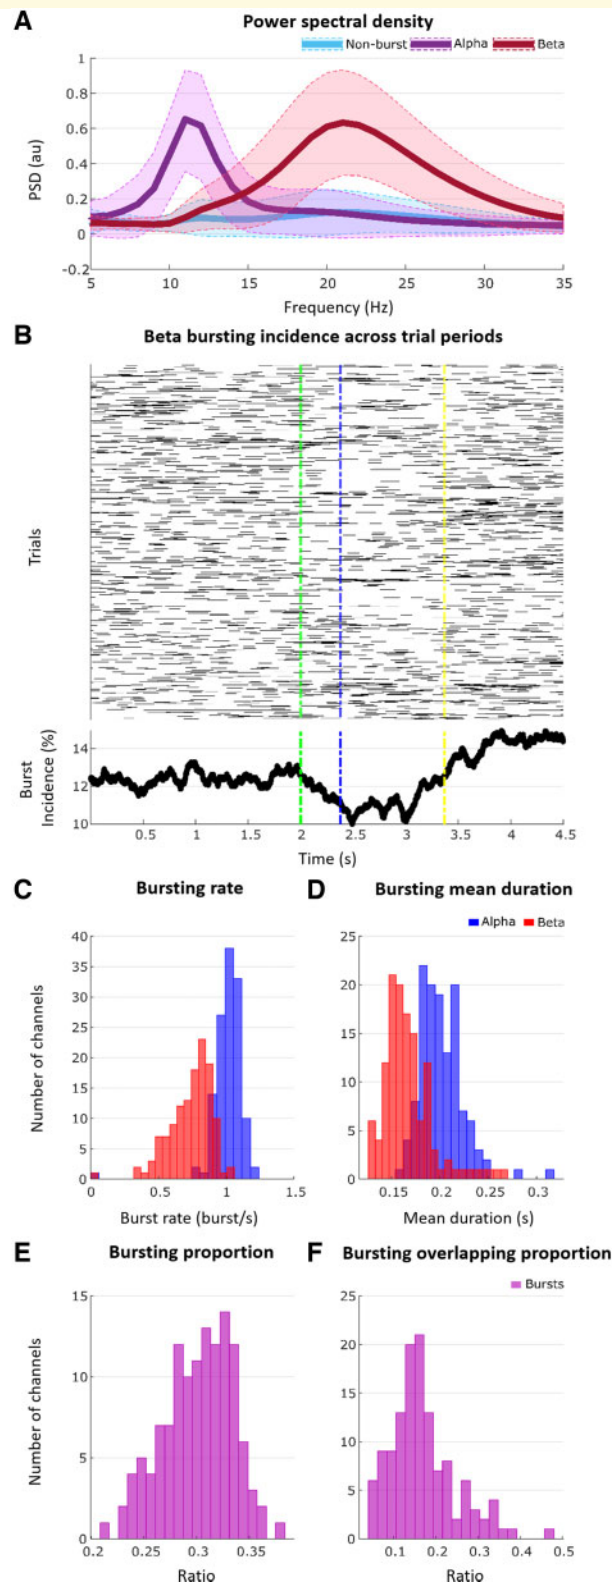 A Power spectral density
Non-burst Alpha Beta
1
0.8
0.6
0.4
0.2
0
-0.2
PSD (au)
5 10 15 20 25 30 35
Frequency (Hz)
B Beta bursting incidence across trial periods
Trials
14
12
10
Burst
Incidence (%)
0.5 1 1.5 2 2.5 3 3.5 4 4.5
Time (s)
C Bursting rate
40
35
30
25
20
15
10
5
0
Number of channels
0 0.5 1 1.5
Burst rate (burst/s)
D Bursting mean duration
Alpha Beta
25
20
15
10
5
0
0.15 0.2 0.25 0.3
Mean duration (s)
E Bursting proportion
15
10
5
0
Number of channels
0.2 0.25 0.3 0.35
Ratio
F Bursting overlapping proportion
Bursts
25
20
15
10
5
0
0.1 0.2 0.3 0.4 0.5
Ratio